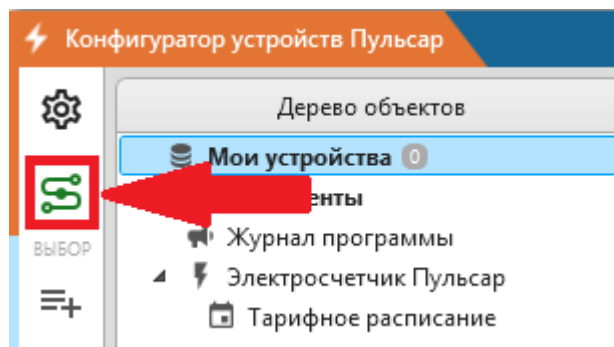 Конфигуратор устройств Пульсар
Дерево объектов
Мои устройства 0
енты
ВЫБОР
Журнал программы
Электросчетчик Пульсар
Тарифное расписание